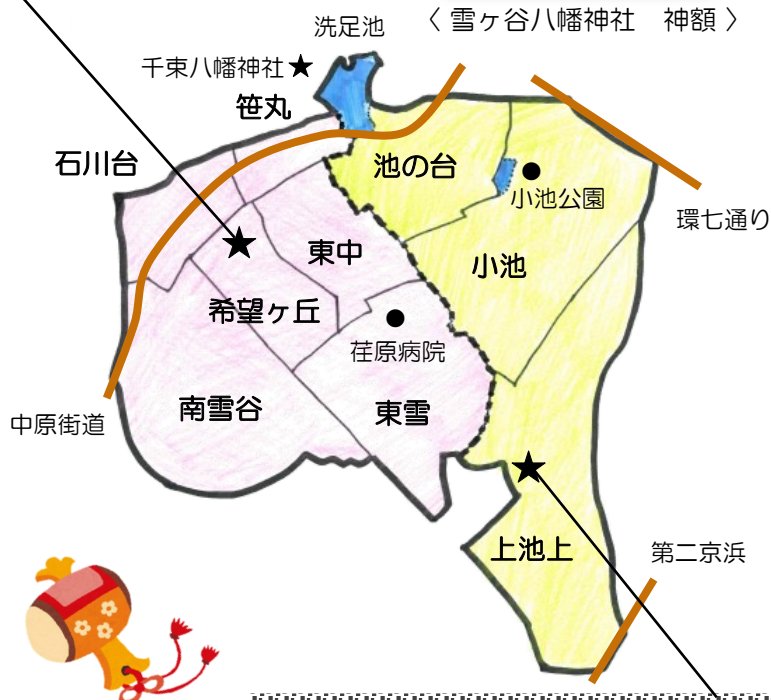 〈 雪ヶ谷八幡神社　神額 〉
洗足池
千束八幡神社
笹丸
石川台
池の台
小池公園
環七通り
東中
小池
希望ヶ丘
荏原病院
南雪谷
東雪
中原街道
上池上
第二京浜